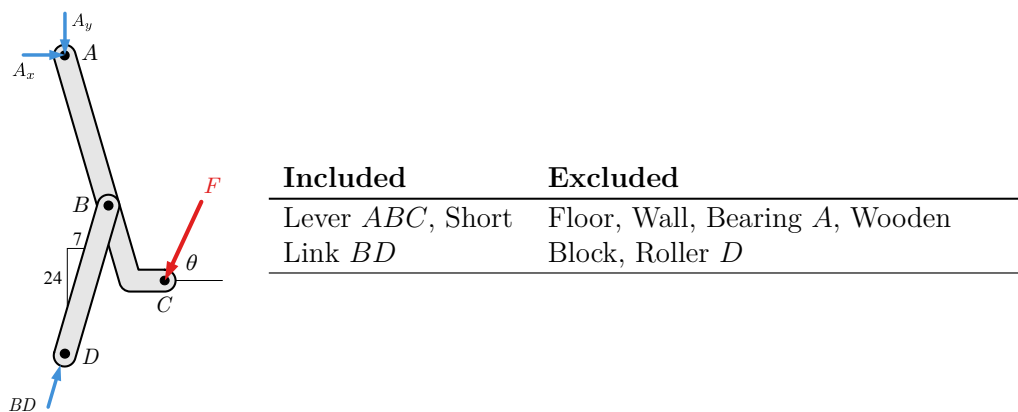 A_y
A
A_x
F
B
7
θ
24
C
D
BD
Included Excluded
Lever ABC, Short Floor, Wall, Bearing A, Wooden
Link BD Block, Roller D